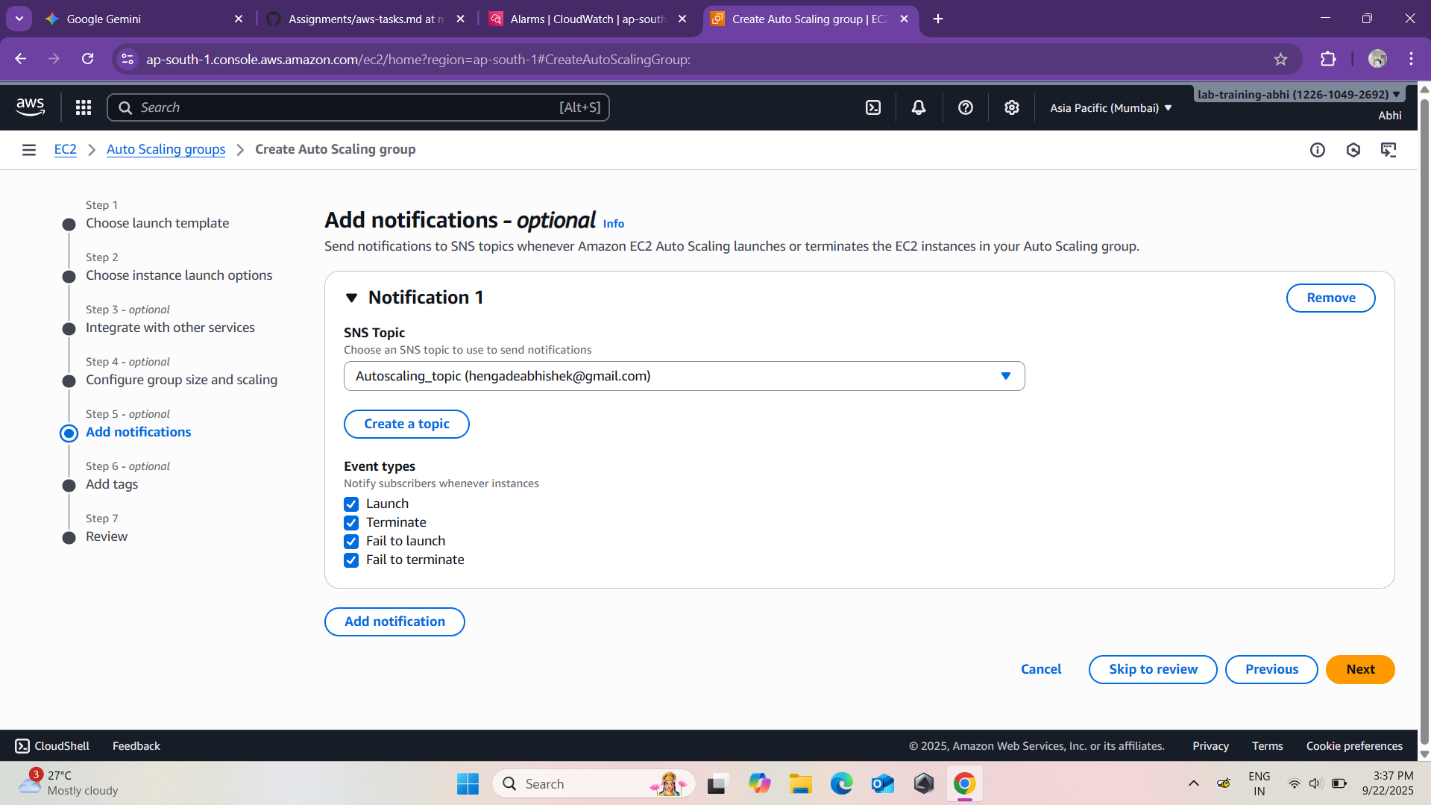 Google Gemini
Assignments/aws-tasks.md at m
Alarms | CloudWatch | ap-south
Create Auto Scaling group | EC2
ap-south-1.console.aws.amazon.com/ec2/home?region=ap-south-1#CreateAutoScalingGroup:
aws
Search [Alt+S]
Asia Pacific (Mumbai)
lab-training-abhi (1226-1049-2692)
Abhi
EC2 > Auto Scaling groups > Create Auto Scaling group
Step 1
Choose launch template
Step 2
Choose instance launch options
Step 3 - optional
Integrate with other services
Step 4 - optional
Configure group size and scaling
Step 5 - optional
Add notifications
Step 6 - optional
Add tags
Step 7
Review
Add notifications - optional Info
Send notifications to SNS topics whenever Amazon EC2 Auto Scaling launches or terminates the EC2 instances in your Auto Scaling group.
Notification 1
Remove
SNS Topic
Choose an SNS topic to use to send notifications
Autoscaling_topic (hengadeabhishek@gmail.com)
Create a topic
Event types
Notify subscribers whenever instances
Launch
Terminate
Fail to launch
Fail to terminate
Add notification
Cancel Skip to review Previous Next
CloudShell Feedback © 2025, Amazon Web Services, Inc. or its affiliates. Privacy Terms Cookie preferences
3
27°C
Mostly cloudy
Search
ENG
IN
3:37 PM
9/22/2025